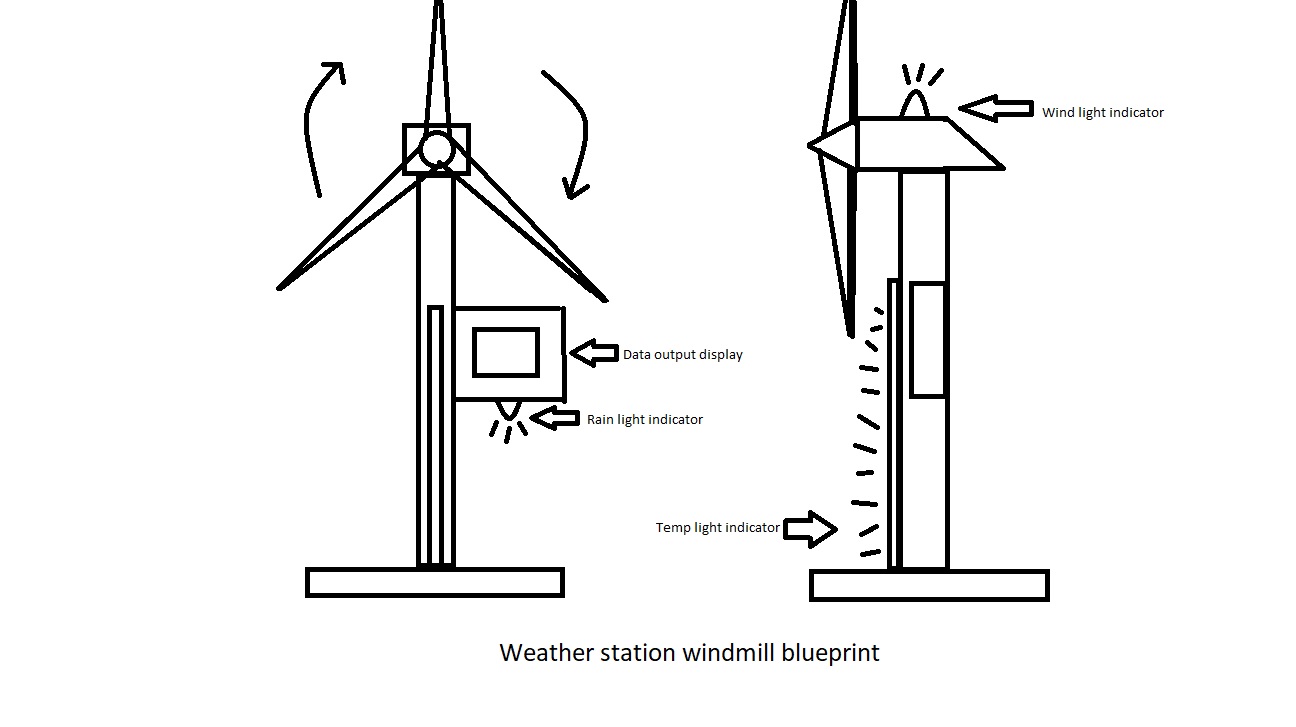 Wind light indicator
Data output display
Rain light indicator
Temp light indicator
Weather station windmill blueprint